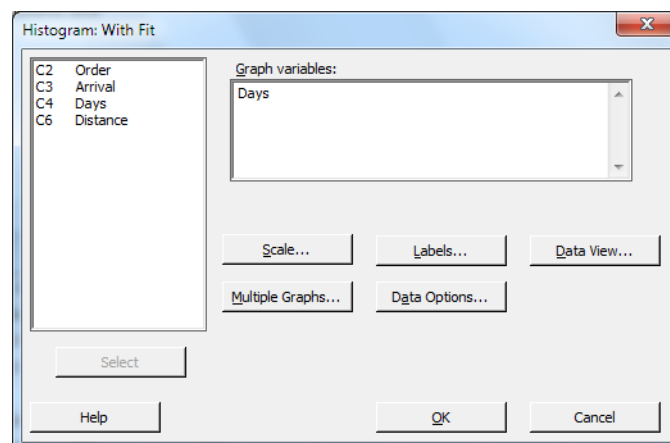 Histogram: With Fit
C2 Order
C3 Arrival
C4 Days
C6 Distance
Graph variables:
Days
Scale...
Labels...
Data View...
Multiple Graphs...
Data Options...
Select
Help
OK
Cancel